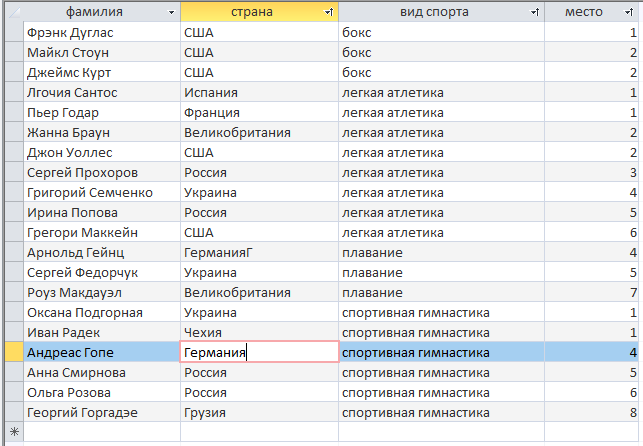 фамилия страна вид спорта место
Фрэнк Дуглас США бокс 1
Майкл Стоун США бокс 2
Джеймс Курт США бокс 2
Лгочия Сантос Испания легкая атлетика 1
Пьер Годар Франция легкая атлетика 1
Жанна Браун Великобритания легкая атлетика 2
Джон Уоллес США легкая атлетика 2
Сергей Прохоров Россия легкая атлетика 3
Григорий Семченко Украина легкая атлетика 4
Ирина Попова Россия легкая атлетика 5
Грегори Маккейн США легкая атлетика 6
Арнольд Гейнц ГерманияГ плавание 4
Сергей Федорчук Украина плавание 5
Роуз Макдауэл Великобритания плавание 7
Оксана Подгорная Украина спортивная гимнастика 1
Иван Радек Чехия спортивная гимнастика 1
Андреас Гопе Германия спортивная гимнастика 4
Анна Смирнова Россия спортивная гимнастика 5
Ольга Розова Россия спортивная гимнастика 6
Георгий Горгадэе Грузия спортивная гимнастика 8